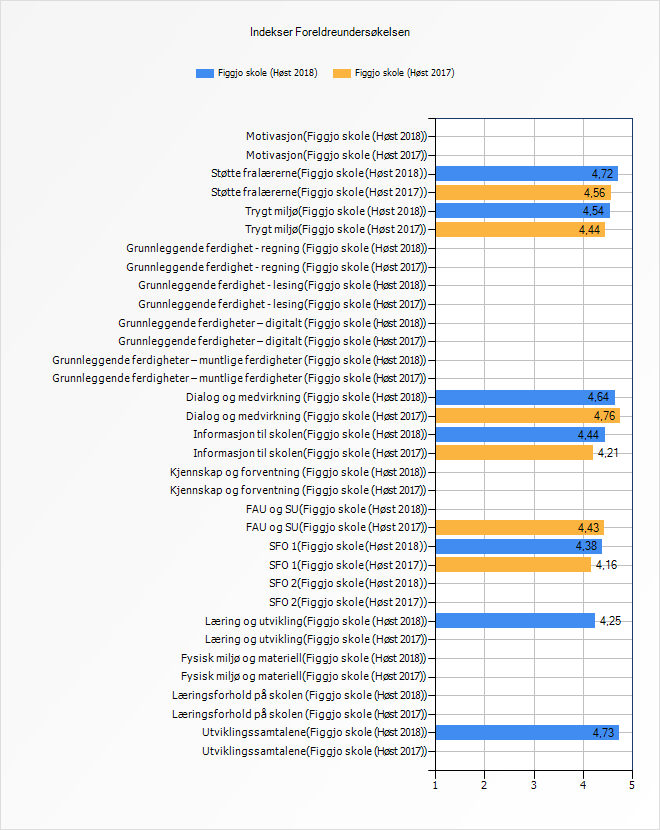 Indekser Foreldreundersøkelsen
Figgjo skole (Høst 2018) Figgjo skole (Høst 2017)
Motivasjon(Figgjo skole (Høst 2018))
Motivasjon(Figgjo skole (Høst 2017))
Støtte fra lærerne(Figgjo skole (Høst 2018)) 4,72
Støtte fra lærerne(Figgjo skole (Høst 2017)) 4,56
Trygt miljø(Figgjo skole (Høst 2018)) 4,54
Trygt miljø(Figgjo skole (Høst 2017)) 4,44
Grunnleggende ferdighet - regning (Figgjo skole (Høst 2018))
Grunnleggende ferdighet - regning (Figgjo skole (Høst 2017))
Grunnleggende ferdighet - lesing(Figgjo skole (Høst 2018))
Grunnleggende ferdighet - lesing(Figgjo skole (Høst 2017))
Grunnleggende ferdigheter – digitalt (Figgjo skole (Høst 2018))
Grunnleggende ferdigheter – digitalt (Figgjo skole (Høst 2017))
Grunnleggende ferdigheter – muntlige ferdigheter (Figgjo skole (Høst 2018))
Grunnleggende ferdigheter – muntlige ferdigheter (Figgjo skole (Høst 2017))
Dialog og medvirkning (Figgjo skole (Høst 2018)) 4,64
Dialog og medvirkning (Figgjo skole (Høst 2017)) 4,76
Informasjon til skolen(Figgjo skole (Høst 2018)) 4,44
Informasjon til skolen(Figgjo skole (Høst 2017)) 4,21
Kjennskap og forventning (Figgjo skole (Høst 2018))
Kjennskap og forventning (Figgjo skole (Høst 2017))
FAU og SU(Figgjo skole (Høst 2018))
FAU og SU(Figgjo skole (Høst 2017)) 4,43
SFO 1(Figgjo skole (Høst 2018)) 4,38
SFO 1(Figgjo skole (Høst 2017)) 4,16
SFO 2(Figgjo skole (Høst 2018))
SFO 2(Figgjo skole (Høst 2017))
Læring og utvikling(Figgjo skole (Høst 2018)) 4,25
Læring og utvikling(Figgjo skole (Høst 2017))
Fysisk miljø og materiell(Figgjo skole (Høst 2018))
Fysisk miljø og materiell(Figgjo skole (Høst 2017))
Læringsforhold på skolen (Figgjo skole (Høst 2018))
Læringsforhold på skolen (Figgjo skole (Høst 2017))
Utviklingssamtalene(Figgjo skole (Høst 2018)) 4,73
Utviklingssamtalene(Figgjo skole (Høst 2017))
1 2 3 4 5